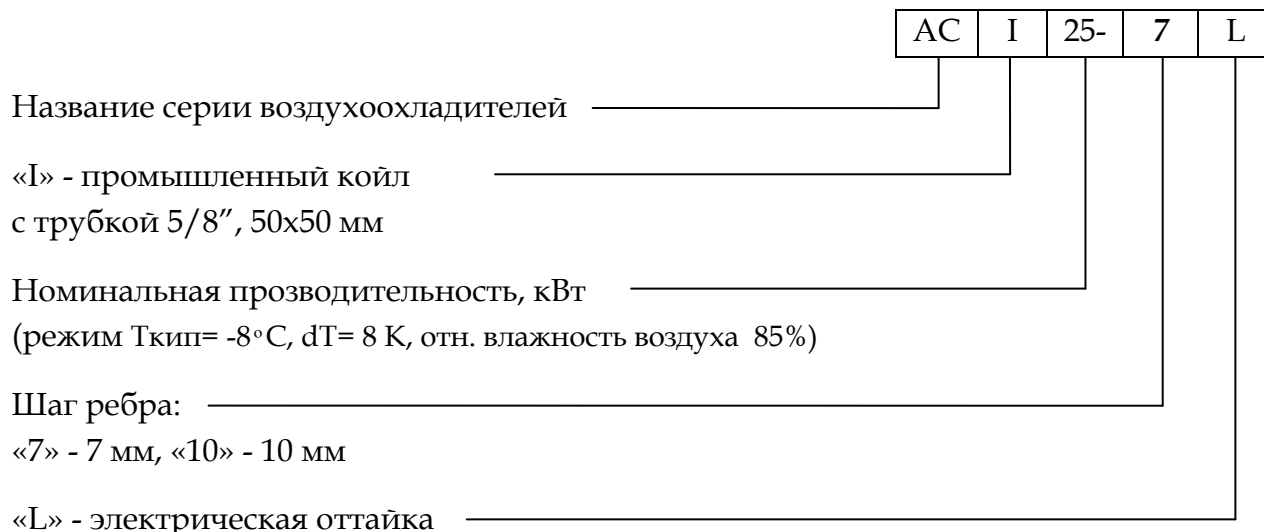 AC I 25- 7 L
Название серии воздухоохладителей
«I» - промышленный койл
с трубкой 5/8”, 50x50 мм
Номинальная прозводительность, кВт
(режим Ткип= -8°С, dT= 8 K, отн. влажность воздуха 85%)
Шаг ребра:
«7» - 7 мм, «10» - 10 мм
«L» - электрическая оттайка